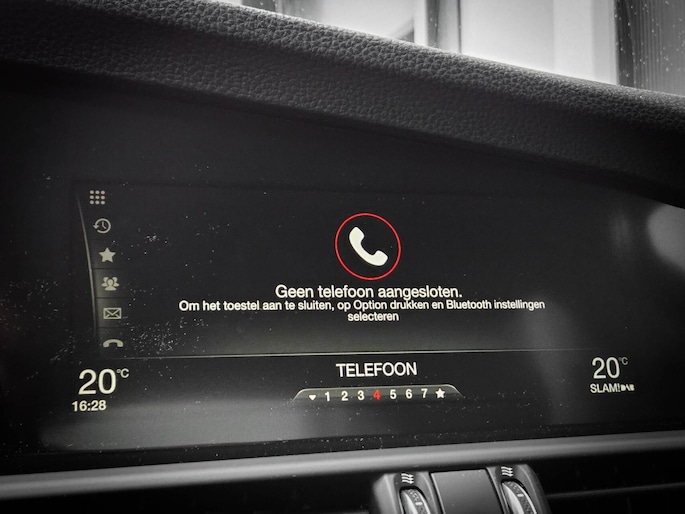 Geen telefoon aangesloten.
Om het toestel aan te sluiten, op Option drukken en Bluetooth instellingen
selecteren
20°C
16:28
TELEFOON
1 2 3 4 5 6 7
20°C
SLAM! DAB